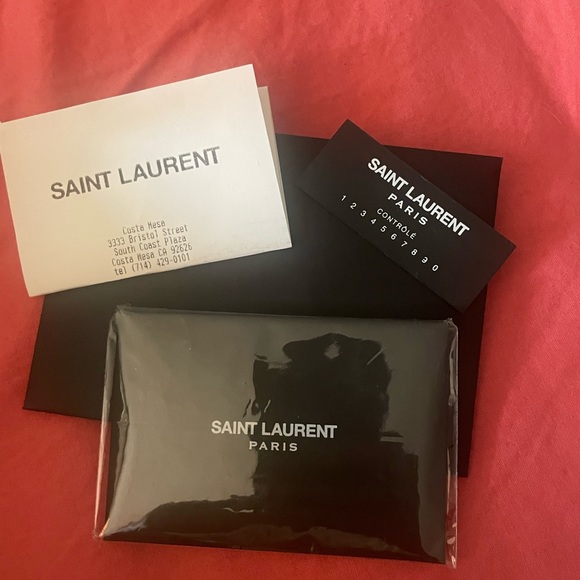 SAINT LAURENT
Costa Mesa
3333 Bristol Street
South Coast Plaza
Costa Mesa CA 92626
tel (714) 429-0101
SAINT LAURENT
PARIS
CONTRÔLÉ
1 2 3 4 5 6 7 8 9 0
SAINT LAURENT
PARIS